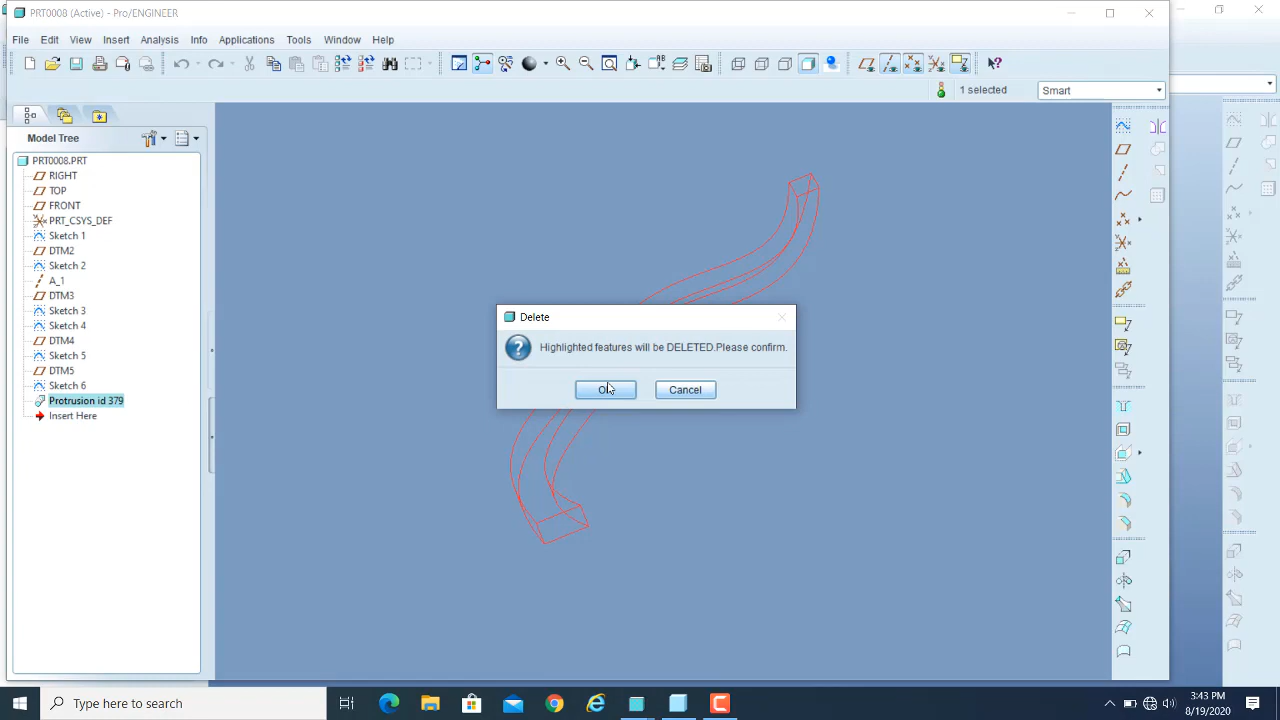 PRT0008 (Active) - Pro/ENGINEER
File Edit View Insert Analysis Info Applications Tools Window Help
1 selected
Smart
Model Tree
PRT0008.PRT
RIGHT
TOP
FRONT
PRT_CSYS_DEF
Sketch 1
DTM2
Sketch 2
A_1
DTM3
Sketch 3
Sketch 4
DTM4
Sketch 5
DTM5
Sketch 6
Protrusion id 379
Insert Here
Delete
Highlighted features will be DELETED.Please confirm.
OK
Cancel
Type here to search
3:43 PM
8/19/2020